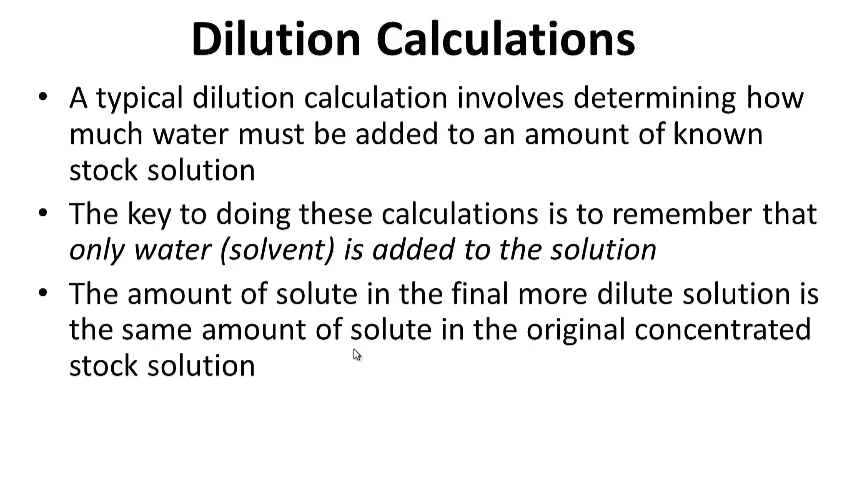 Dilution Calculations
• A typical dilution calculation involves determining how
much water must be added to an amount of known
stock solution
• The key to doing these calculations is to remember that
only water (solvent) is added to the solution
• The amount of solute in the final more dilute solution is
the same amount of solute in the original concentrated
stock solution